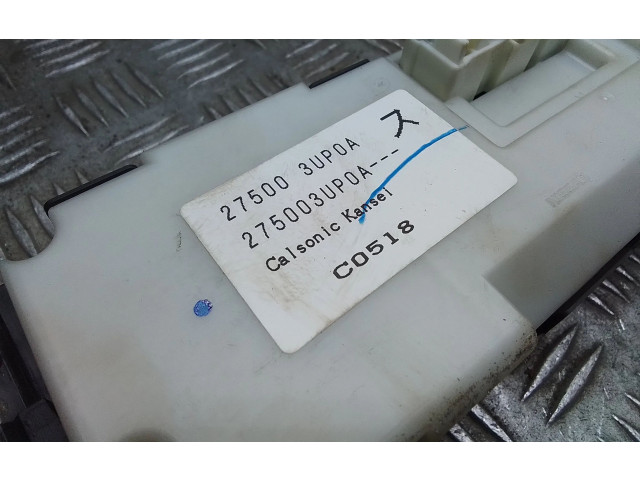 27500 3UP0A ス
275003UP0A---
Calsonic Kansei
C0518